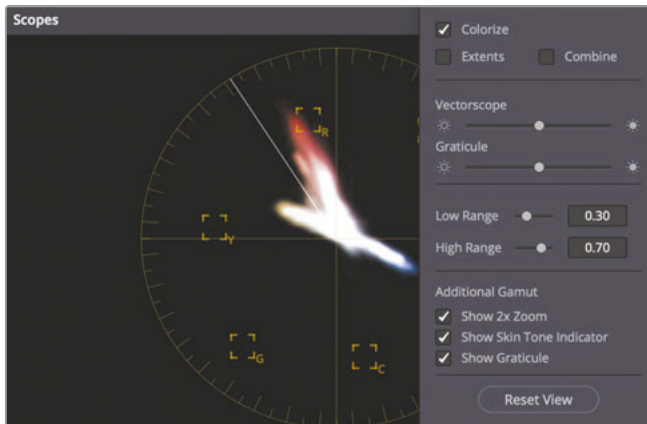 Scopes
Colorize
Extents Combine
Vectorscope
Graticule
Low Range 0.30
High Range 0.70
Additional Gamut
Show 2x Zoom
Show Skin Tone Indicator
Show Graticule
Reset View
R
Y
G
C